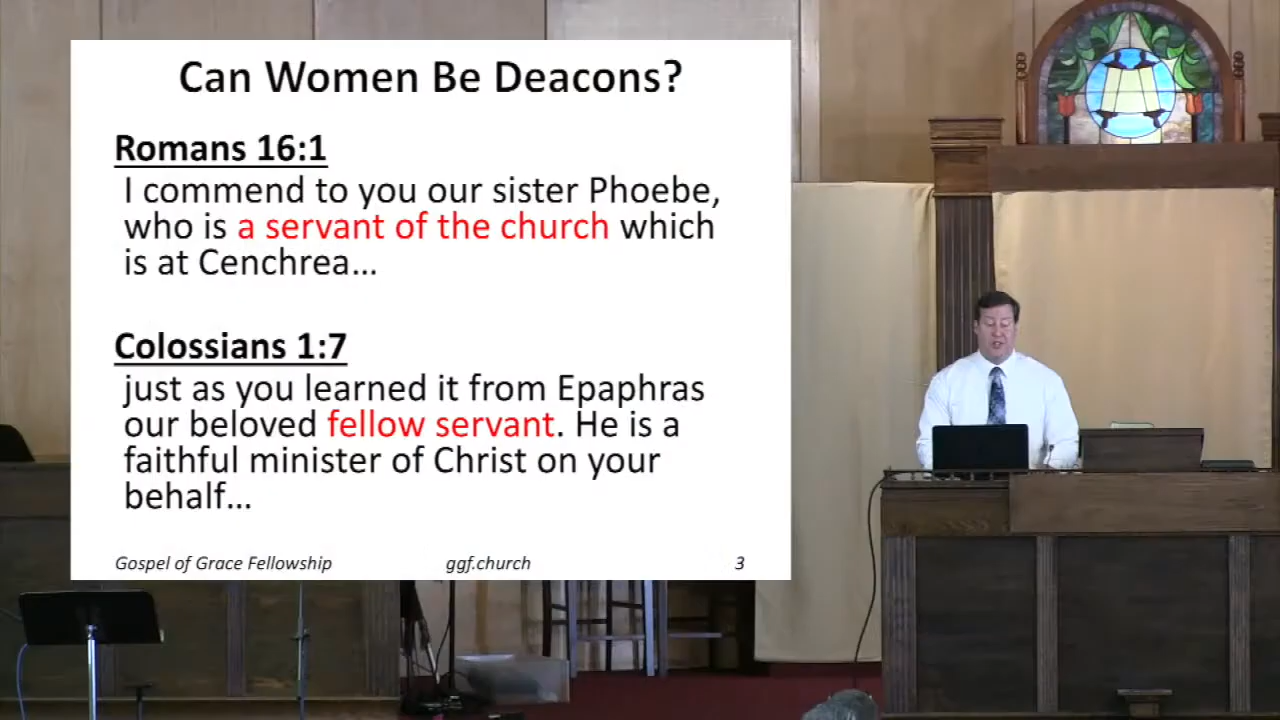 Can Women Be Deacons?
Romans 16:1
I commend to you our sister Phoebe,
who is a servant of the church which
is at Cenchrea…
Colossians 1:7
just as you learned it from Epaphras
our beloved fellow servant. He is a
faithful minister of Christ on your
behalf…
Gospel of Grace Fellowship ggf.church 3